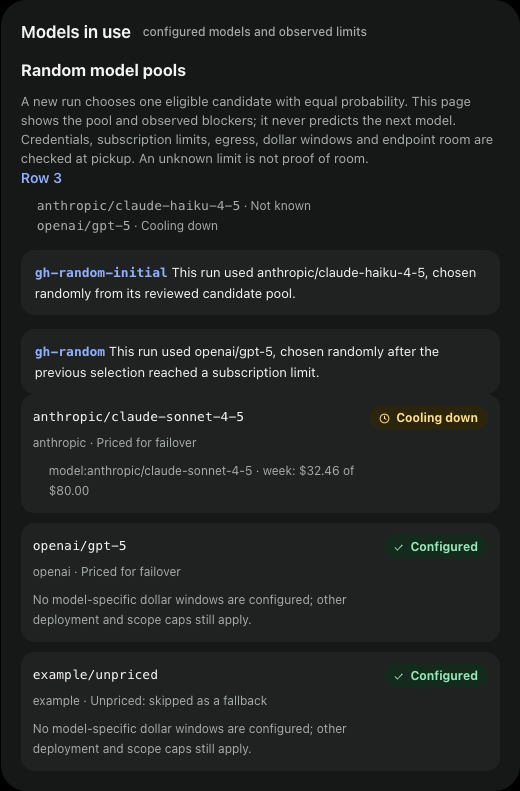 Models in use configured models and observed limits
Random model pools
A new run chooses one eligible candidate with equal probability. This page
shows the pool and observed blockers; it never predicts the next model.
Credentials, subscription limits, egress, dollar windows and endpoint room are
checked at pickup. An unknown limit is not proof of room.
Row 3
anthropic/claude-haiku-4-5 · Not known
openai/gpt-5 · Cooling down
gh-random-initial This run used anthropic/claude-haiku-4-5, chosen
randomly from its reviewed candidate pool.
gh-random This run used openai/gpt-5, chosen randomly after the
previous selection reached a subscription limit.
anthropic/claude-sonnet-4-5 Cooling down
anthropic · Priced for failover
model:anthropic/claude-sonnet-4-5 · week: $32.46 of
$80.00
openai/gpt-5 Configured
openai · Priced for failover
No model-specific dollar windows are configured; other
deployment and scope caps still apply.
example/unpriced Configured
example · Unpriced: skipped as a fallback
No model-specific dollar windows are configured; other
deployment and scope caps still apply.